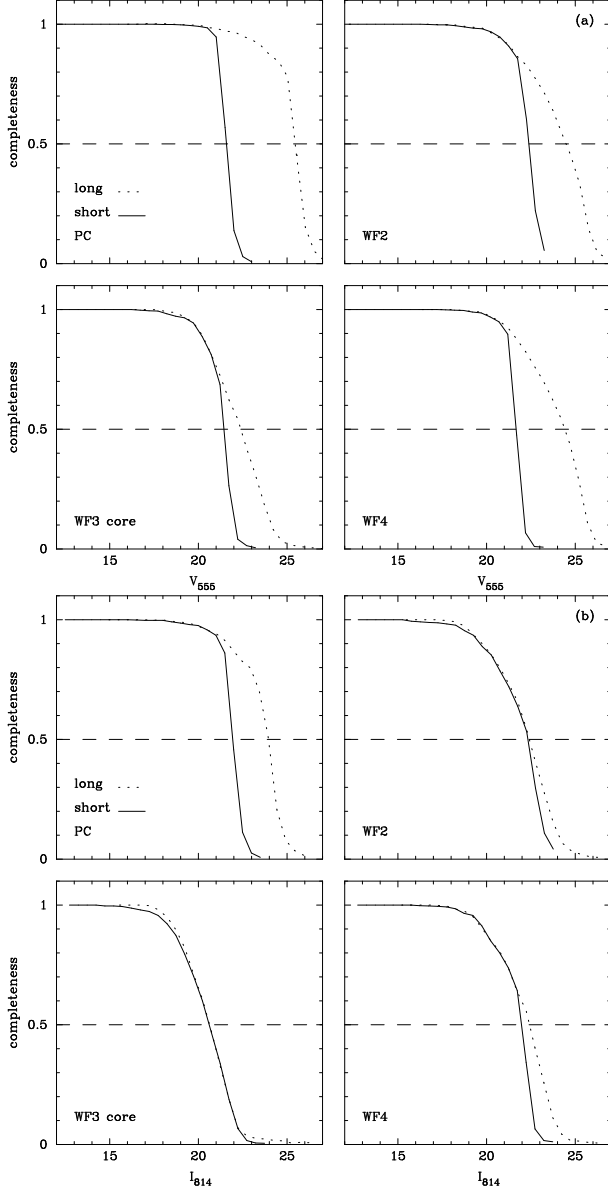 1
completeness
0.5
long
short
PC
0
(a)
WF2
1
completeness
0.5
WF3 core
0
15 20 25
V555
WF4
15 20 25
V555
1
completeness
0.5
long
short
PC
0
(b)
WF2
1
completeness
0.5
WF3 core
0
15 20 25
I814
WF4
15 20 25
I814